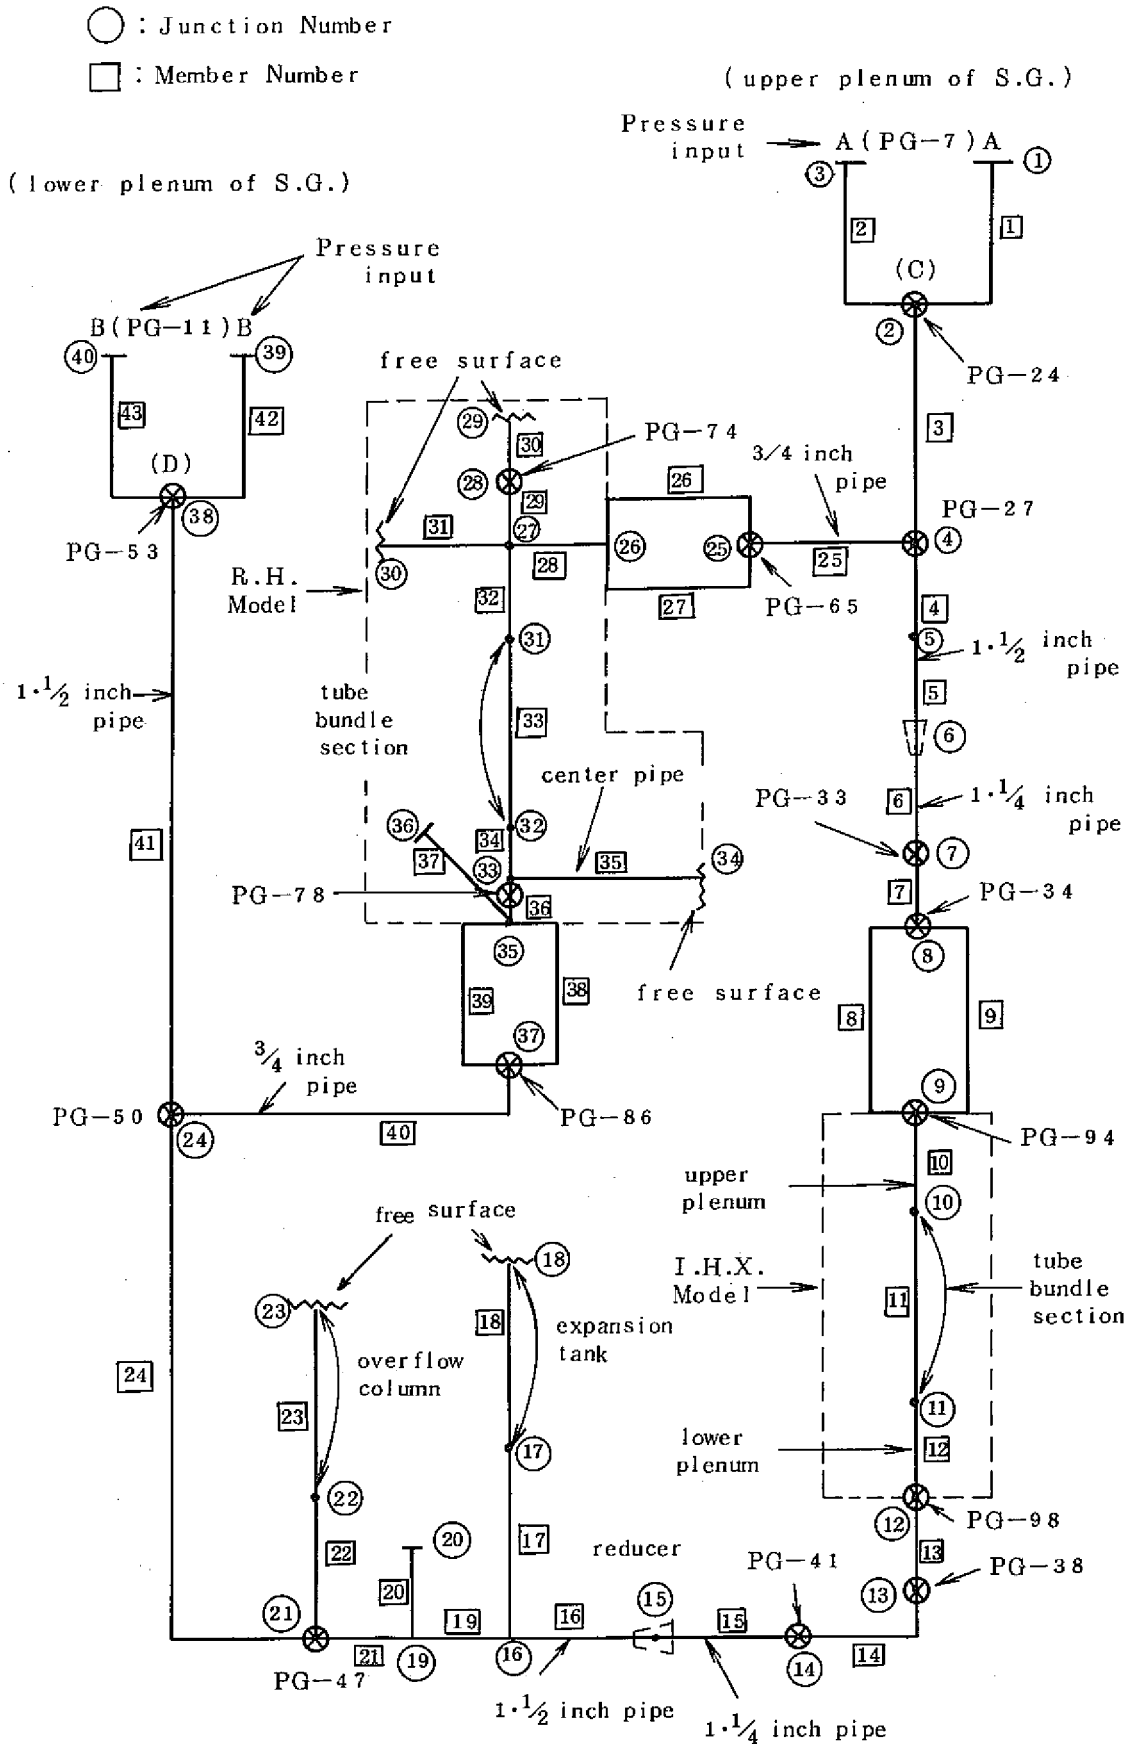 ◯ : Junction Number
□ : Member Number
(upper plenum of S.G.)
Pressure
input
A (PG-7) A
3
1
2
1
(lower plenum of S.G.)
Pressure
input
(C)
2
PG-24
B (PG-11) B
40
39
43
42
(D)
38
PG-53
free surface
29
30
PG-74
28
29
27
31
30
28
26
26
25
27
PG-65
3/4 inch
pipe
25
3
PG-27
4
4
5
1·1/2 inch
pipe
5
6
R.H.
Model
32
31
1·1/2 inch
pipe
tube
bundle
section
33
center pipe
PG-33
6
1·1/4 inch
pipe
7
36
37
34
32
33
35
34
PG-78
36
7
PG-34
8
35
41
39
38
37
free surface
8
9
9
3/4 inch
pipe
PG-50
24
40
PG-86
PG-94
upper
plenum
10
10
free surface
18
I.H.X.
Model
tube
bundle
section
11
23
18
expansion
tank
24
overflow
column
23
11
17
lower
plenum
12
22
12
PG-98
22
20
20
17
reducer
PG-41
13
PG-38
13
21
19
16
15
15
PG-47
21
19
16
14
14
1·1/2 inch pipe
1·1/4 inch pipe